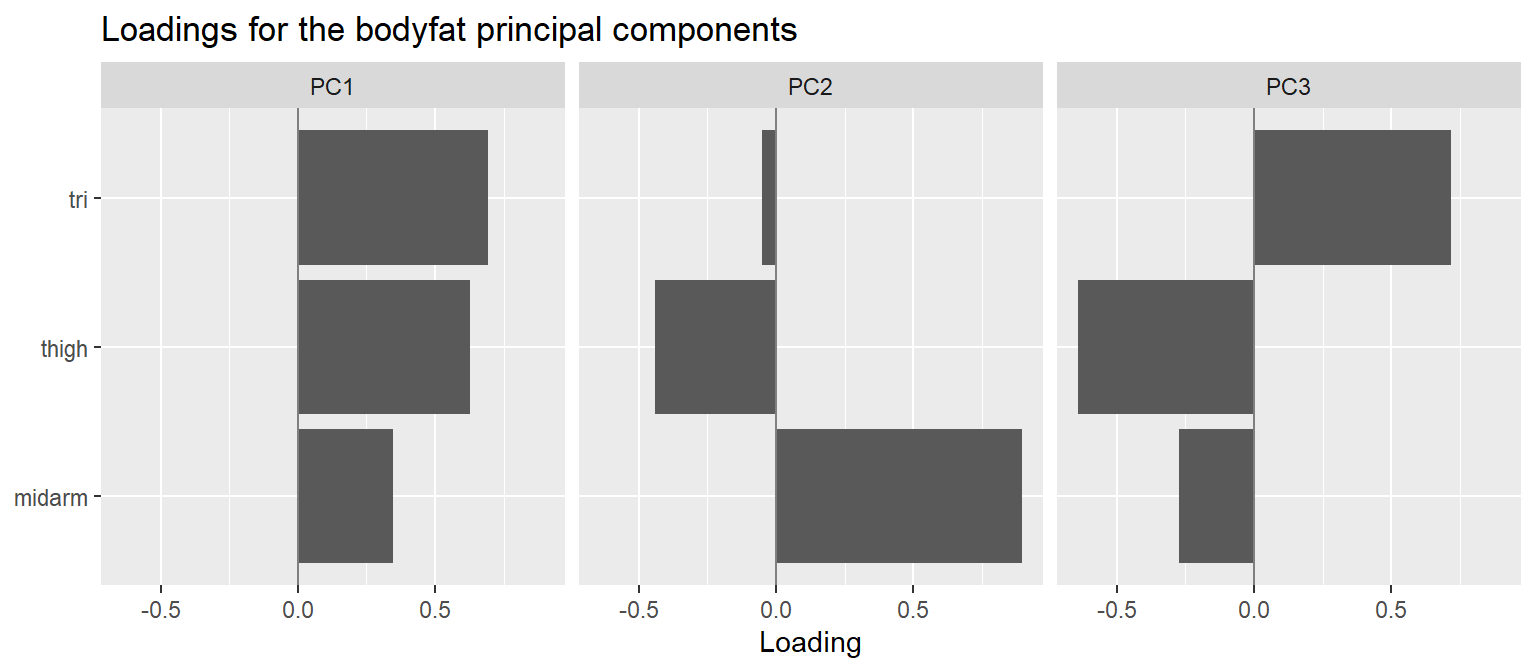 Loadings for the bodyfat principal components
PC1 PC2 PC3
tri
thigh
midarm
-0.5 0.0 0.5 -0.5 0.0 0.5 -0.5 0.0 0.5
Loading